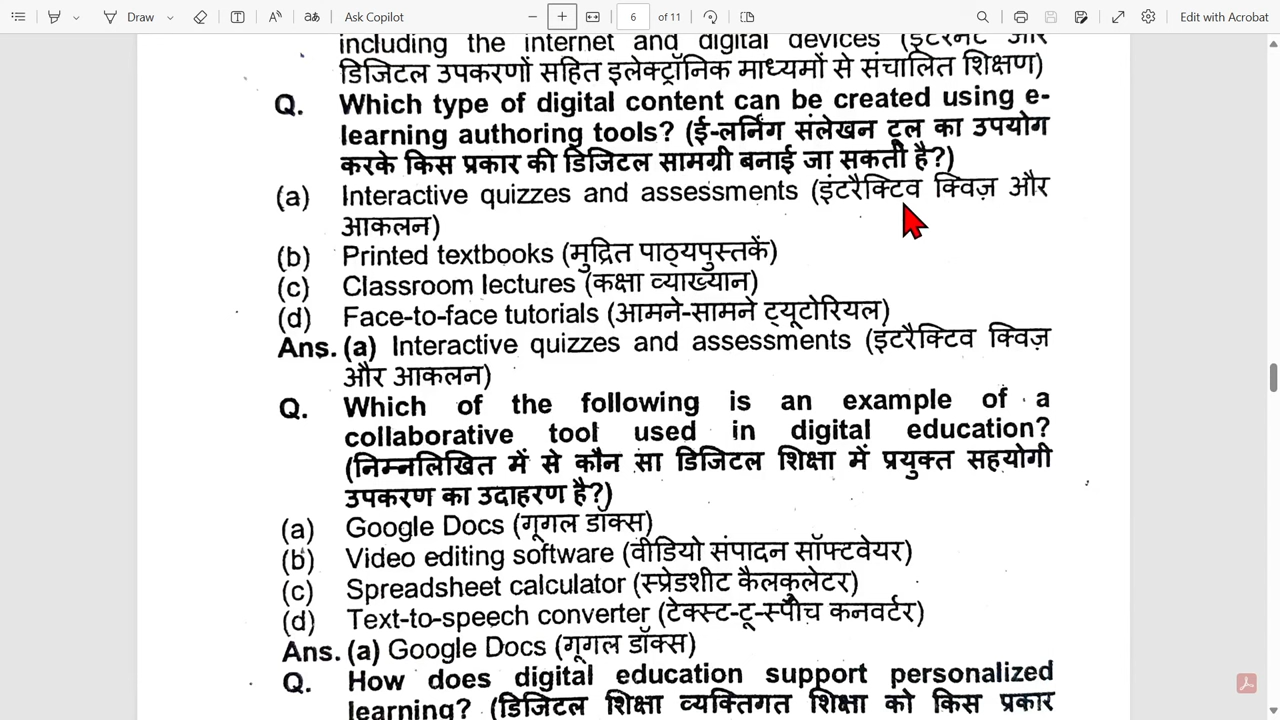 Draw
Ask Copilot
6 of 11
Edit with Acrobat
including the internet and digital devices (इंटरनेट और
डिजिटल उपकरणों सहित इलेक्ट्रॉनिक माध्यमों से संचालित शिक्षण)
Q. Which type of digital content can be created using e-
learning authoring tools? (ई-लर्निंग संलेखन टूल का उपयोग
करके किस प्रकार की डिजिटल सामग्री बनाई जा सकती है?)
(a) Interactive quizzes and assessments (इंटरैक्टिव क्विज़ और
आकलन)
(b) Printed textbooks (मुद्रित पाठ्यपुस्तकें)
(c) Classroom lectures (कक्षा व्याख्यान)
(d) Face-to-face tutorials (आमने-सामने ट्यूटोरियल)
Ans. (a) Interactive quizzes and assessments (इटरैक्टिव क्विज़
और आकलन)
Q. Which of the following is an example of a
collaborative tool used in digital education?
(निम्नलिखित में से कौन सा डिजिटल शिक्षा में प्रयुक्त सहयोगी
उपकरण का उदाहरण है?)
(a) Google Docs (गूगल डॉक्स)
(b) Video editing software (वीडियो संपादन सॉफ्टवेयर)
(c) Spreadsheet calculator (स्प्रेडशीट कैलकुलेटर)
(d) Text-to-speech converter (टेक्स्ट-टू-स्पीच कनवर्टर)
Ans. (a) Google Docs (गूगल डॉक्स)
Q. How does digital education support personalized
learning? (डिजिटल शिक्षा व्यक्तिगत शिक्षा को किस प्रकार